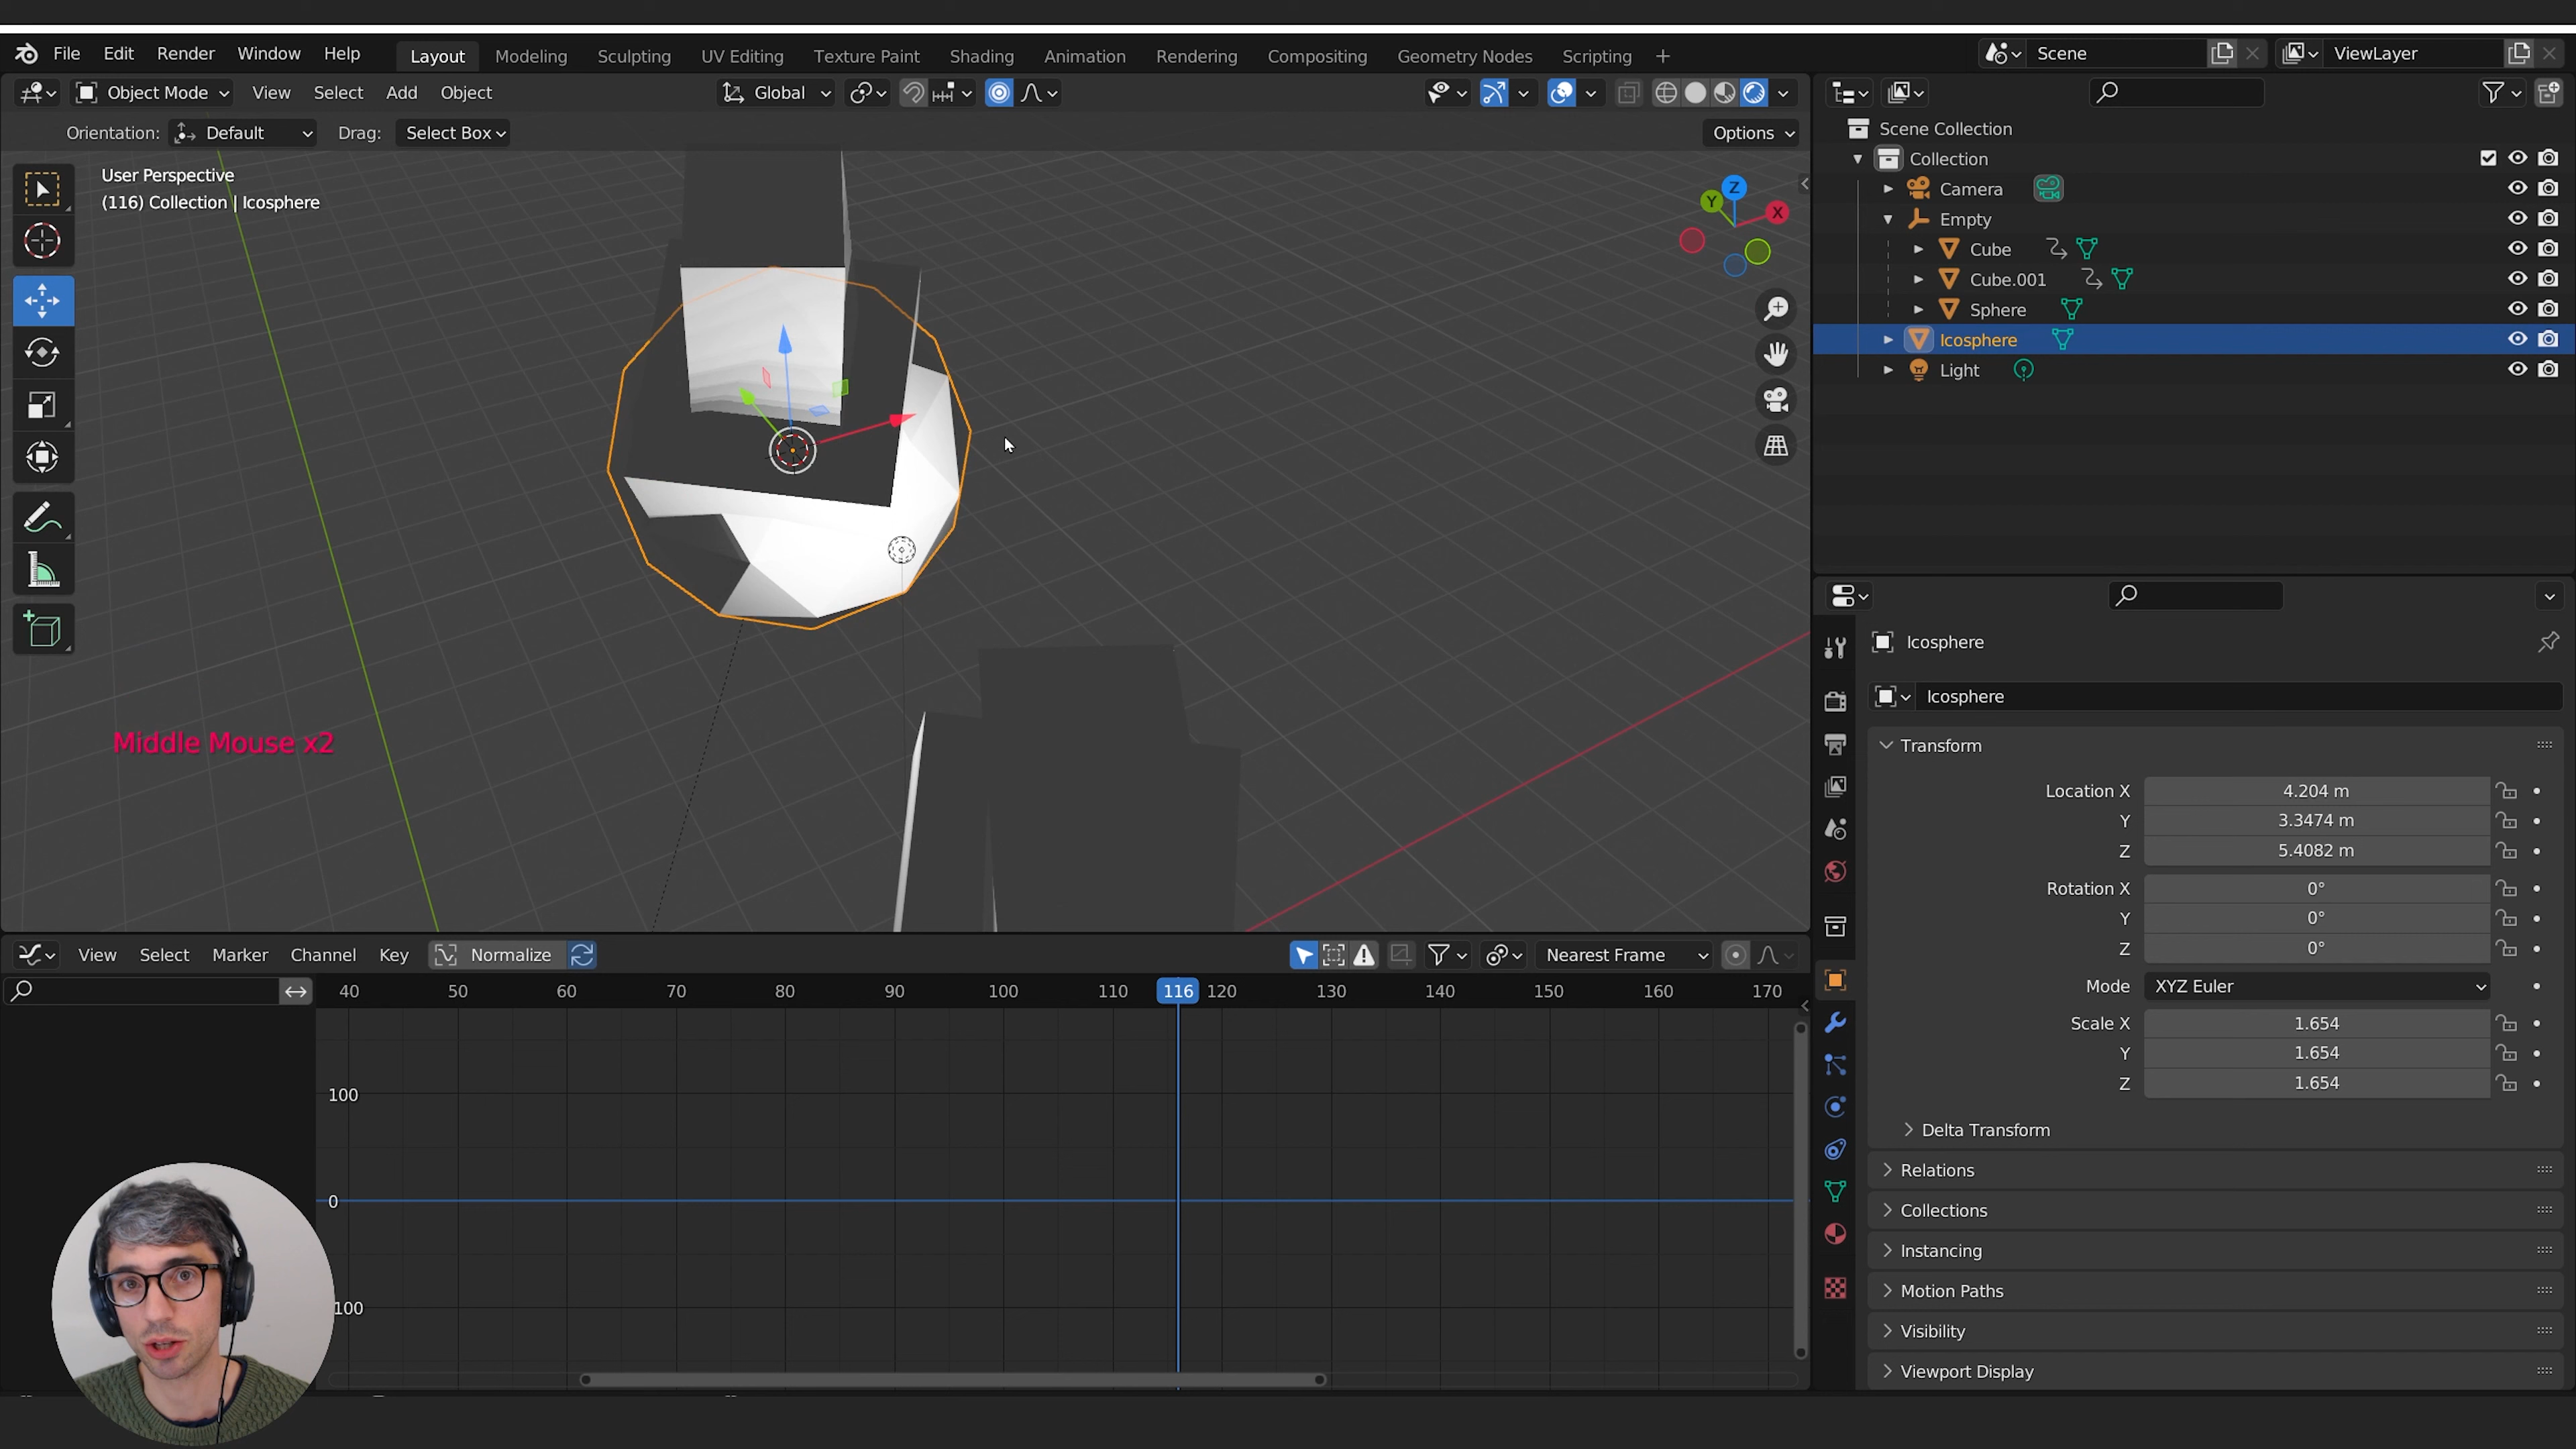 File Edit Render Window Help Layout Modeling Sculpting UV Editing Texture Paint Shading Animation Rendering Compositing Geometry Nodes Scripting + Scene ViewLayer
Object Mode View Select Add Object Global
Orientation: Default Drag: Select Box Options
User Perspective
(116) Collection | Icosphere
Z
Y
X
Middle Mouse x2
Scene Collection
Collection
Camera
Empty
Cube
Cube.001
Sphere
Icosphere
Light
Icosphere
Icosphere
Transform
Location X 4.204 m
Y 3.3474 m
Z 5.4082 m
Rotation X 0°
Y 0°
Z 0°
Mode XYZ Euler
Scale X 1.654
Y 1.654
Z 1.654
Delta Transform
Relations
Collections
Instancing
Motion Paths
Visibility
Viewport Display
View Select Marker Channel Key Normalize Nearest Frame
40 50 60 70 80 90 100 110 116 120 130 140 150 160 170
100
0
100